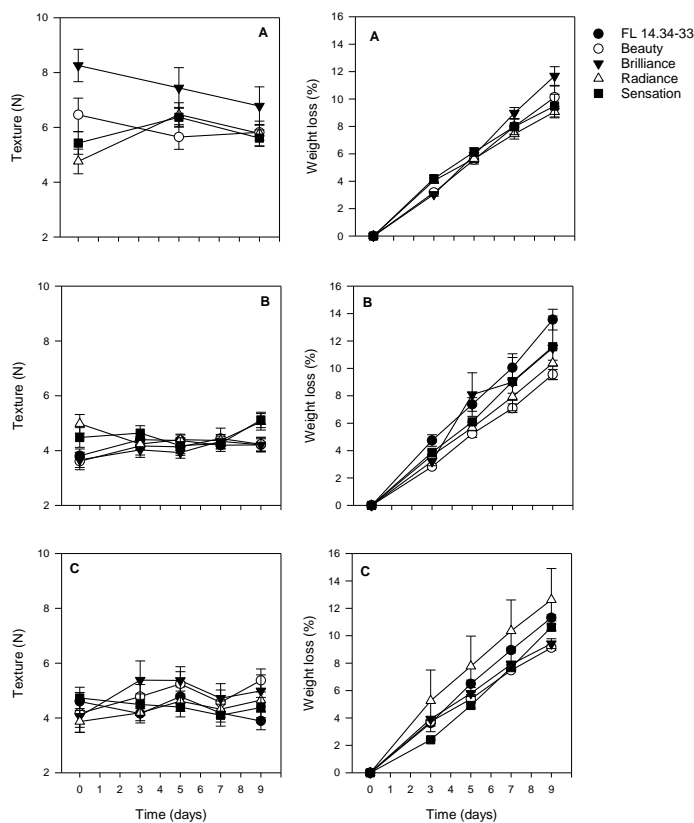 A
Texture (N)
10
8
6
4
2
A
Weight loss (%)
16
14
12
10
8
6
4
2
0
FL 14.34-33
Beauty
Brilliance
Radiance
Sensation
B
Texture (N)
10
8
6
4
2
B
Weight loss (%)
16
14
12
10
8
6
4
2
0
C
Texture (N)
10
8
6
4
2
0 1 2 3 4 5 6 7 8 9
Time (days)
C
Weight loss (%)
16
14
12
10
8
6
4
2
0
0 1 2 3 4 5 6 7 8 9
Time (days)